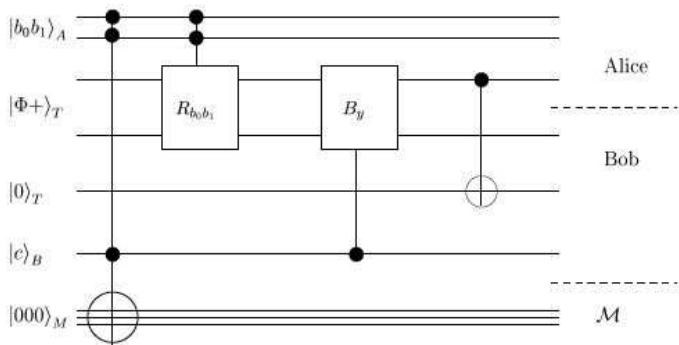 |b₀b₁⟩_A
Alice
|Φ+⟩_T
R_{b₀b₁}
B_y
Bob
|0⟩_T
|c⟩_B
|000⟩_M
ℳ